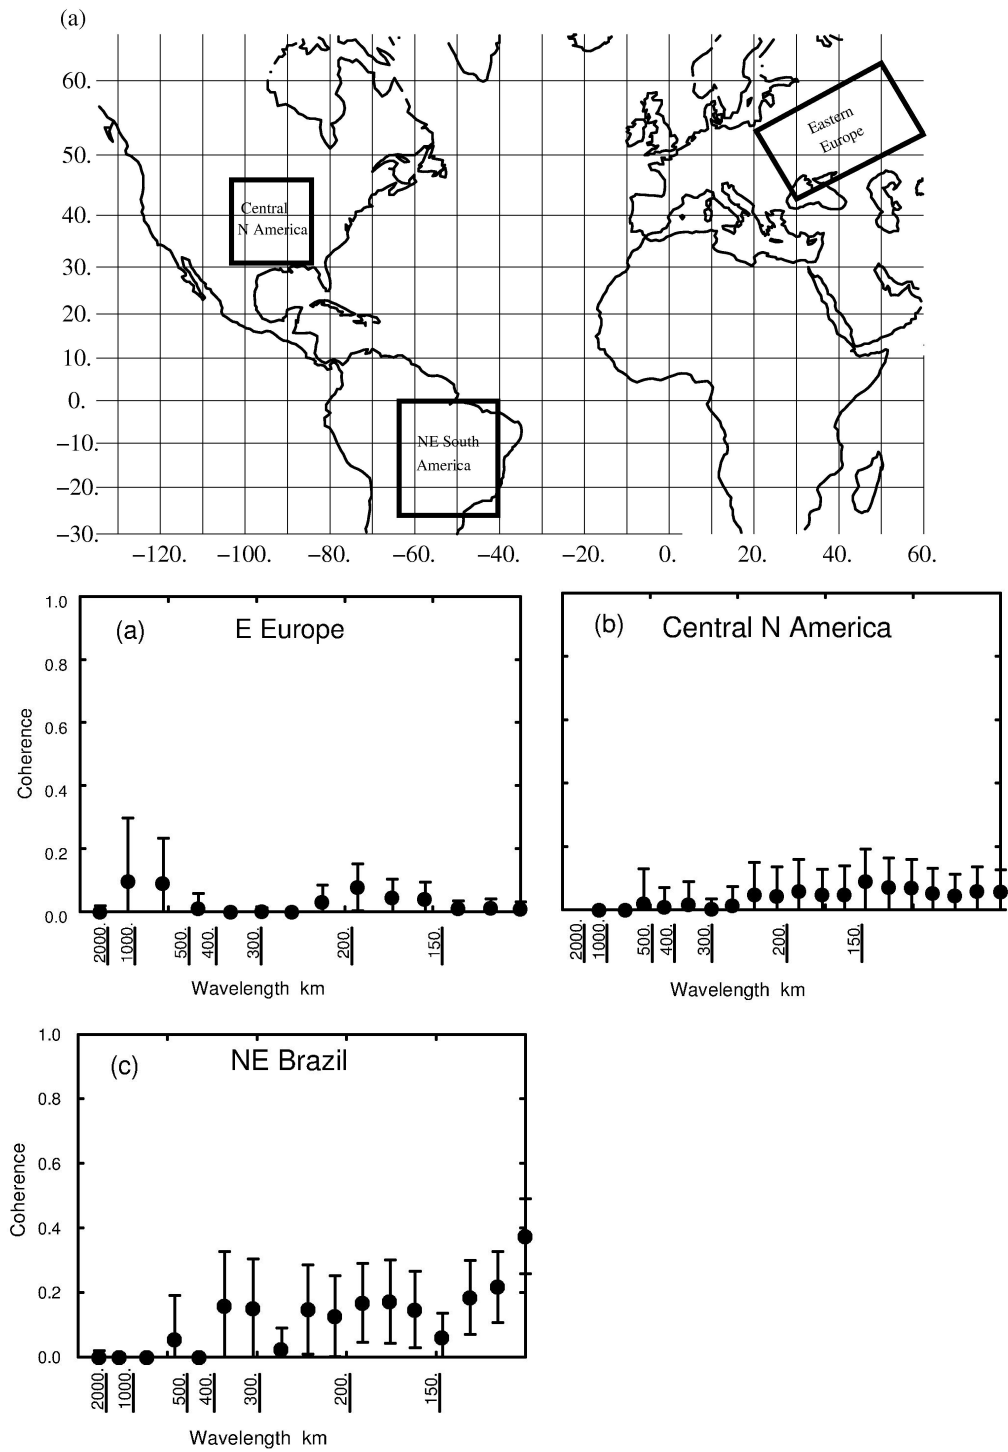 (a)
60.
50.
40.
30.
20.
10.
0.
−10.
−20.
−30.
Central
N America
Eastern
Europe
NE South
America
−120. −100. −80. −60. −40. −20. 0. 20. 40. 60.
(a) E Europe
1.0
0.8
0.6
0.4
0.2
0.0
Coherence
2000. 1000. 500. 400. 300. 200. 150.
Wavelength km
(b) Central N America
2000. 1000. 500. 400. 300. 200. 150.
Wavelength km
(c) NE Brazil
1.0
0.8
0.6
0.4
0.2
0.0
Coherence
2000. 1000. 500. 400. 300. 200. 150.
Wavelength km